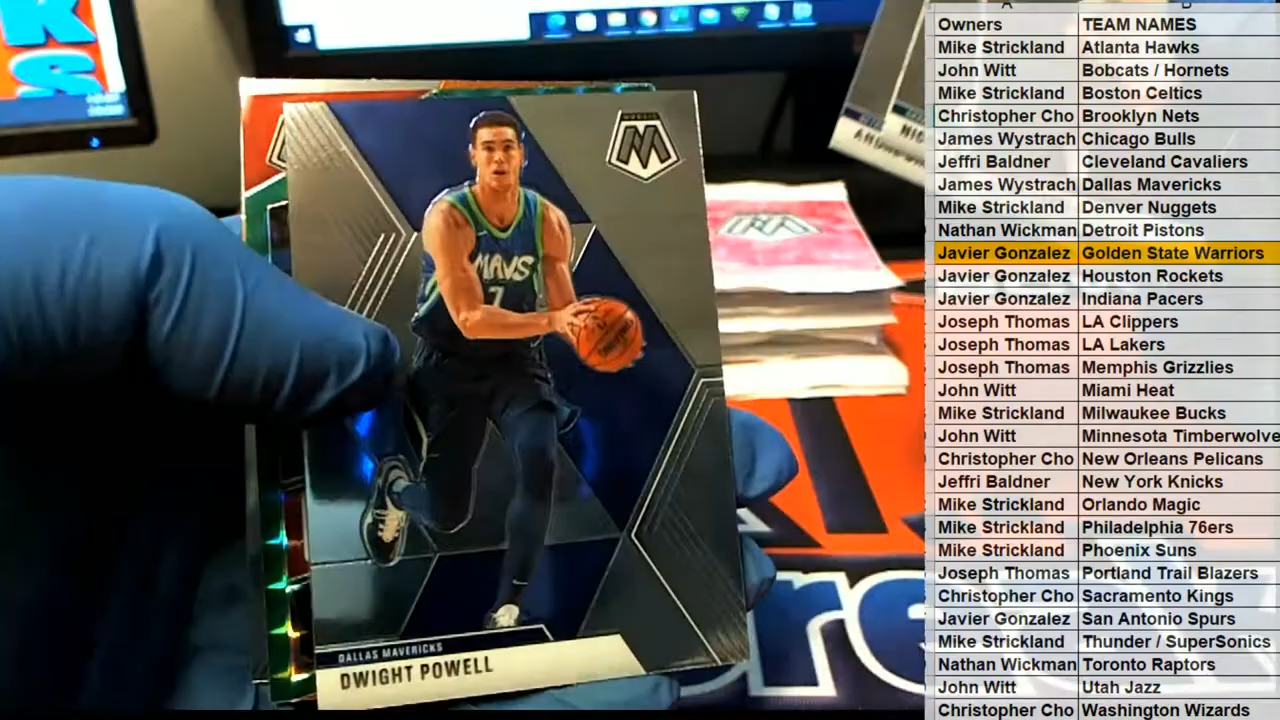 K
S
MOSAIC
M
MAVS
7
DALLAS MAVERICKS
DWIGHT POWELL
A B
Owners TEAM NAMES
Mike Strickland Atlanta Hawks
John Witt Bobcats / Hornets
Mike Strickland Boston Celtics
Christopher Cho Brooklyn Nets
James Wystrach Chicago Bulls
Jeffri Baldner Cleveland Cavaliers
James Wystrach Dallas Mavericks
Mike Strickland Denver Nuggets
Nathan Wickman Detroit Pistons
Javier Gonzalez Golden State Warriors
Javier Gonzalez Houston Rockets
Javier Gonzalez Indiana Pacers
Joseph Thomas LA Clippers
Joseph Thomas LA Lakers
Joseph Thomas Memphis Grizzlies
John Witt Miami Heat
Mike Strickland Milwaukee Bucks
John Witt Minnesota Timberwolve
Christopher Cho New Orleans Pelicans
Jeffri Baldner New York Knicks
Mike Strickland Orlando Magic
Mike Strickland Philadelphia 76ers
Mike Strickland Phoenix Suns
Joseph Thomas Portland Trail Blazers
Christopher Cho Sacramento Kings
Javier Gonzalez San Antonio Spurs
Mike Strickland Thunder / SuperSonics
Nathan Wickman Toronto Raptors
John Witt Utah Jazz
Christopher Cho Washington Wizards